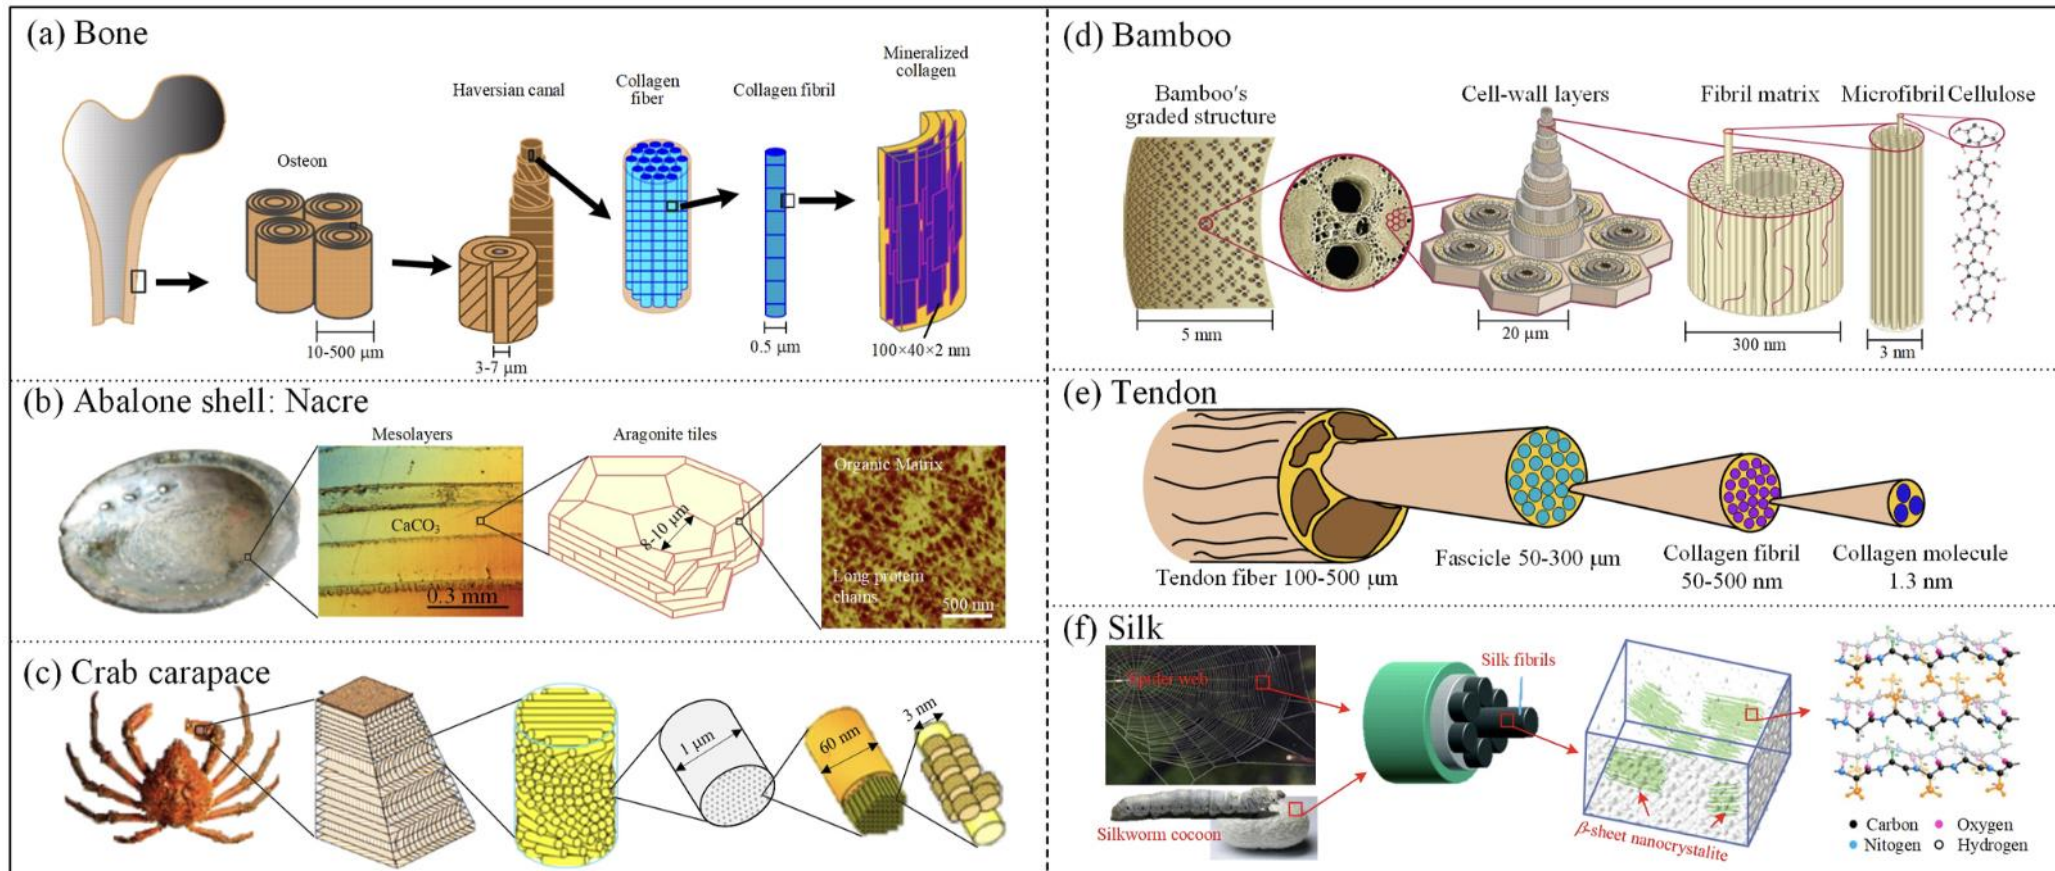 (a) Bone
Osteon
10-500 μm
Haversian canal
3-7 μm
Collagen
fiber
Collagen fibril
0.5 μm
Mineralized
collagen
100×40×2 nm
(b) Abalone shell: Nacre
Mesolayers
CaCO₃
0.3 mm
Aragonite tiles
8-10 μm
Organic Matrix
Long protein
chains
500 nm
(c) Crab carapace
1 μm
60 nm
3 nm
(d) Bamboo
Bamboo's
graded structure
5 mm
Cell-wall layers
20 μm
Fibril matrix
300 nm
Microfibril
3 nm
Cellulose
(e) Tendon
Tendon fiber 100-500 μm
Fascicle 50-300 μm
Collagen fibril
50-500 nm
Collagen molecule
1.3 nm
(f) Silk
Spider web
Silkworm cocoon
Silk fibrils
β-sheet nanocrystalite
Carbon
Oxygen
Nitogen
Hydrogen